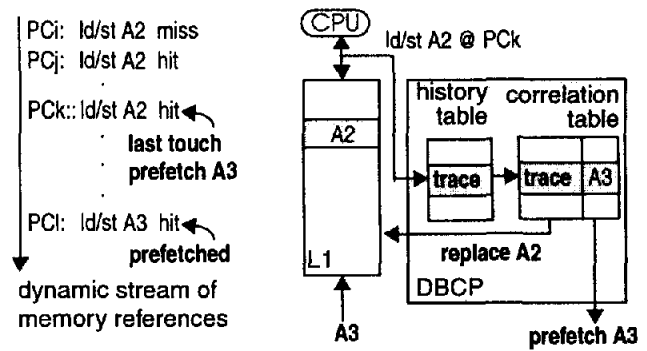 PCi: ld/st A2 miss
PCj: ld/st A2 hit
PCk:: ld/st A2 hit
last touch
prefetch A3
PCl: ld/st A3 hit
prefetched
dynamic stream of
memory references
CPU
ld/st A2 @ PCk
A2
L1
A3
history
table
correlation
table
trace
trace A3
replace A2
DBCP
prefetch A3